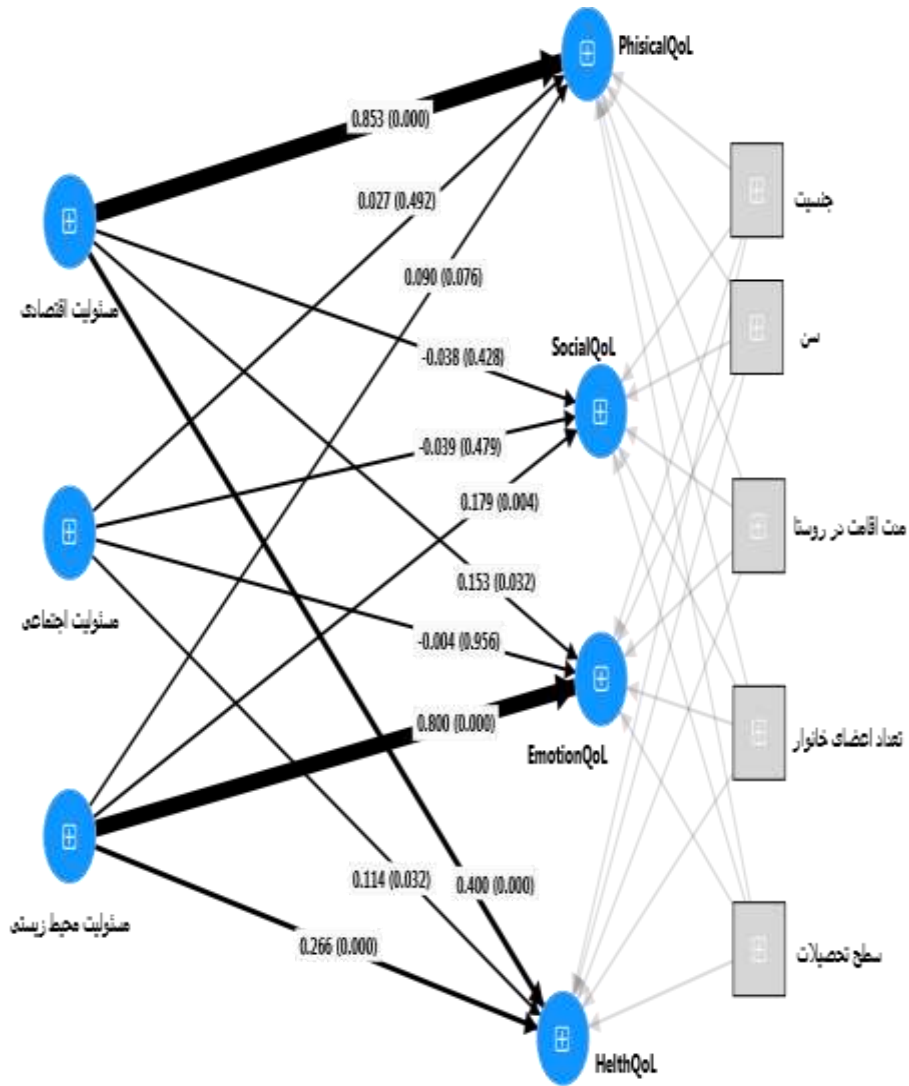 PhisicalQoL
0.853 (0.000)
جنسیت
0.027 (0.492)
0.090 (0.076)
مسئولیت اقتصادی
سن
SocialQoL
-0.038 (0.428)
-0.039 (0.479)
0.179 (0.004)
مدت اقامت در روستا
0.153 (0.032)
مسئولیت اجتماعی
-0.004 (0.956)
0.800 (0.000)
تعداد اعضای خانوار
EmotionQoL
0.114 (0.032)
0.400 (0.000)
مسئولیت محیط زیستی
0.266 (0.000)
سطح تحصیلات
HelthQoL